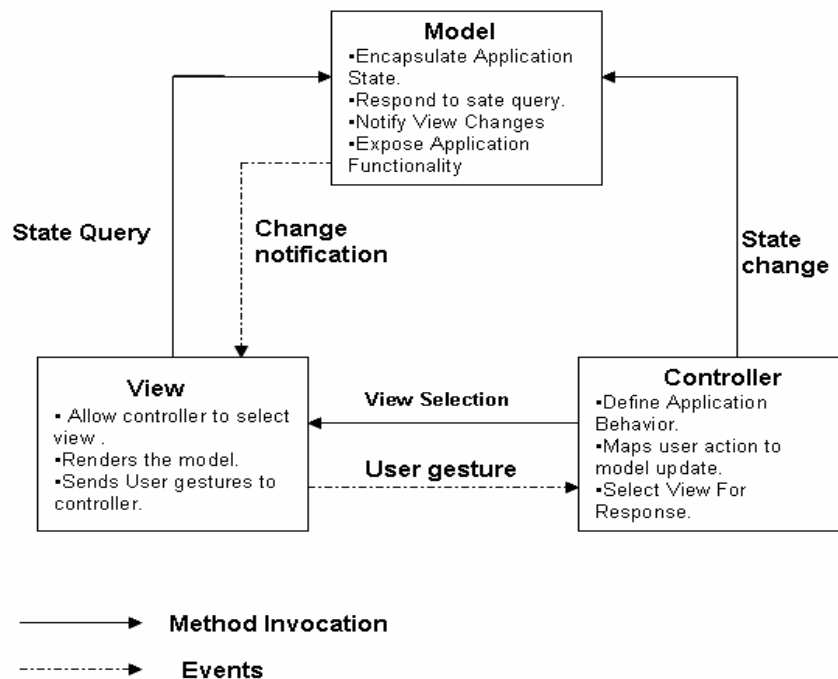 Model
▪Encapsulate Application
State.
▪Respond to sate query.
▪Notify View Changes
▪Expose Application
Functionality
State Query
Change
notification
State
change
View
▪ Allow controller to select
view .
▪Renders the model.
▪Sends User gestures to
controller.
View Selection
User gesture
Controller
▪Define Application
Behavior.
▪Maps user action to
model update.
▪Select View For
Response.
Method Invocation
Events